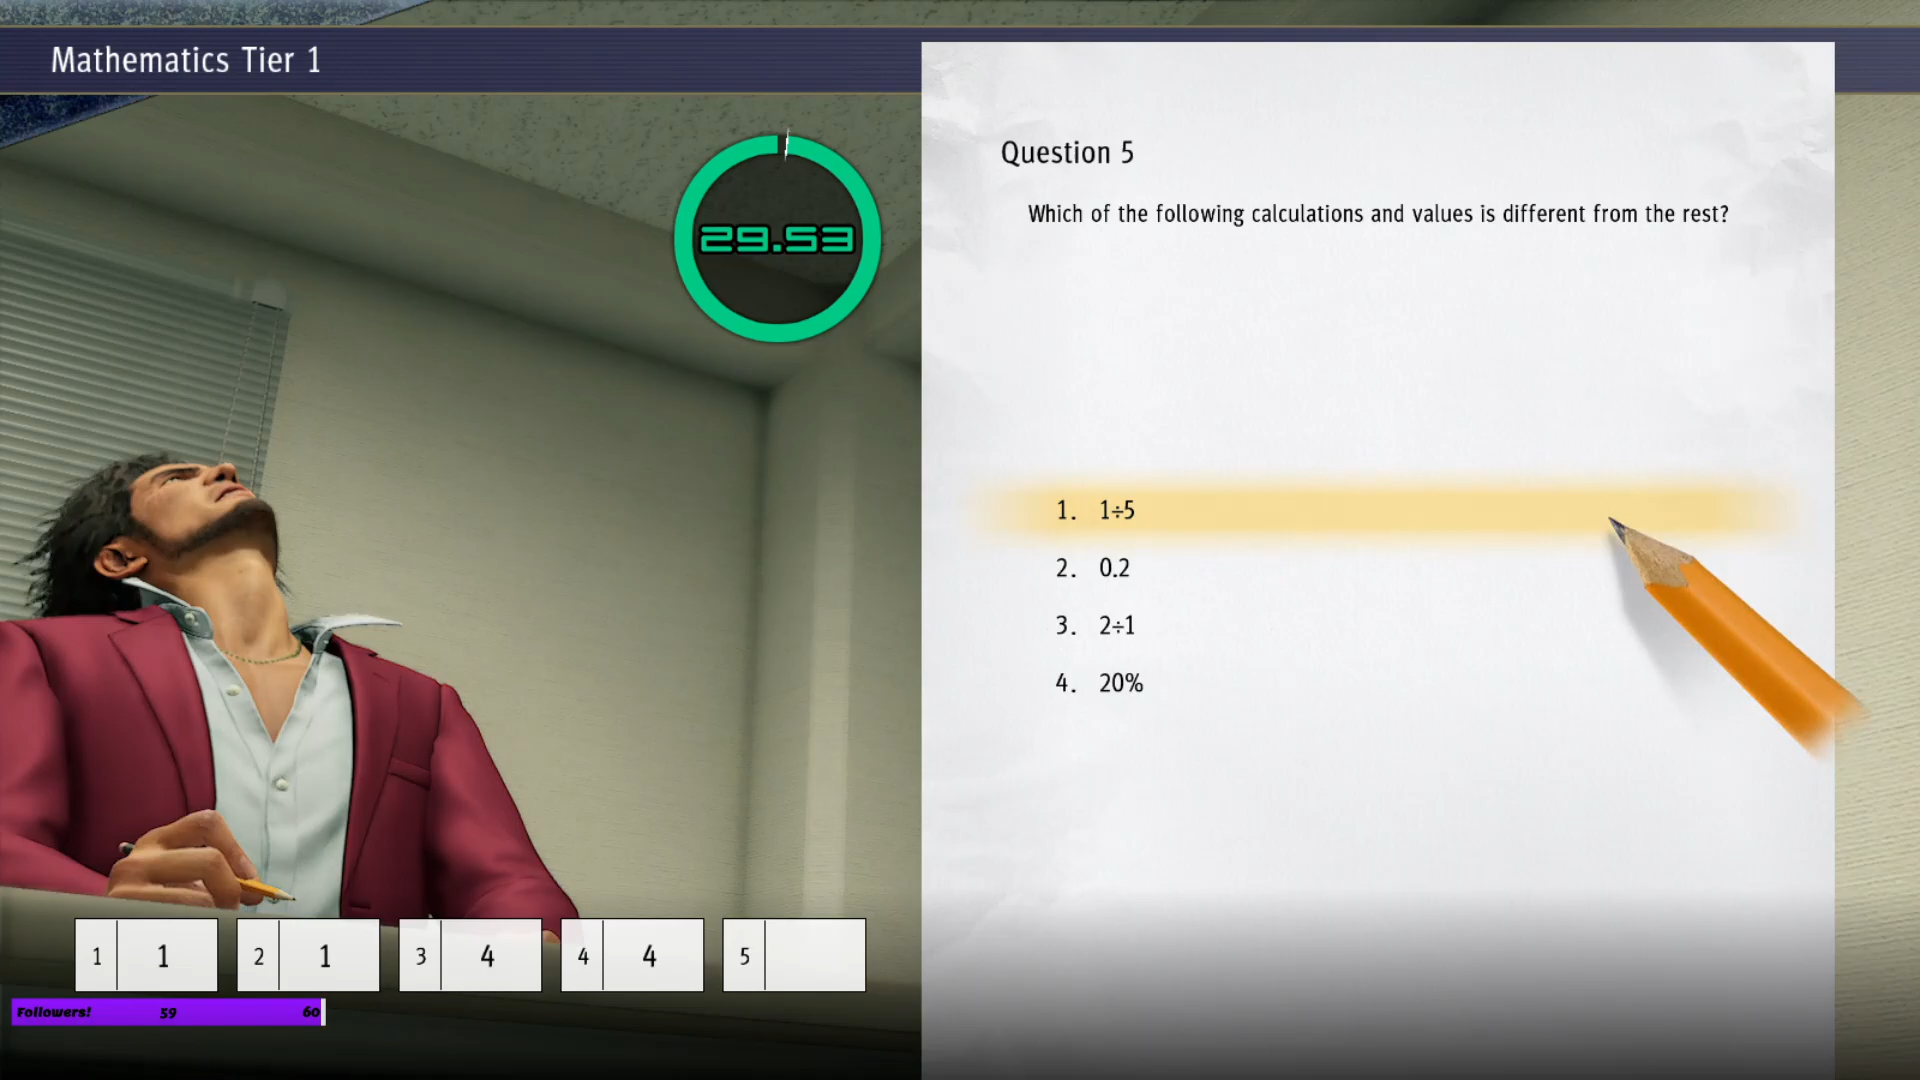 Mathematics Tier 1
29.53
Question 5
Which of the following calculations and values is different from the rest?
1. 1÷5
2. 0.2
3. 2÷1
4. 20%
1 1 2 1 3 4 4 4 5
Followers! 59 60